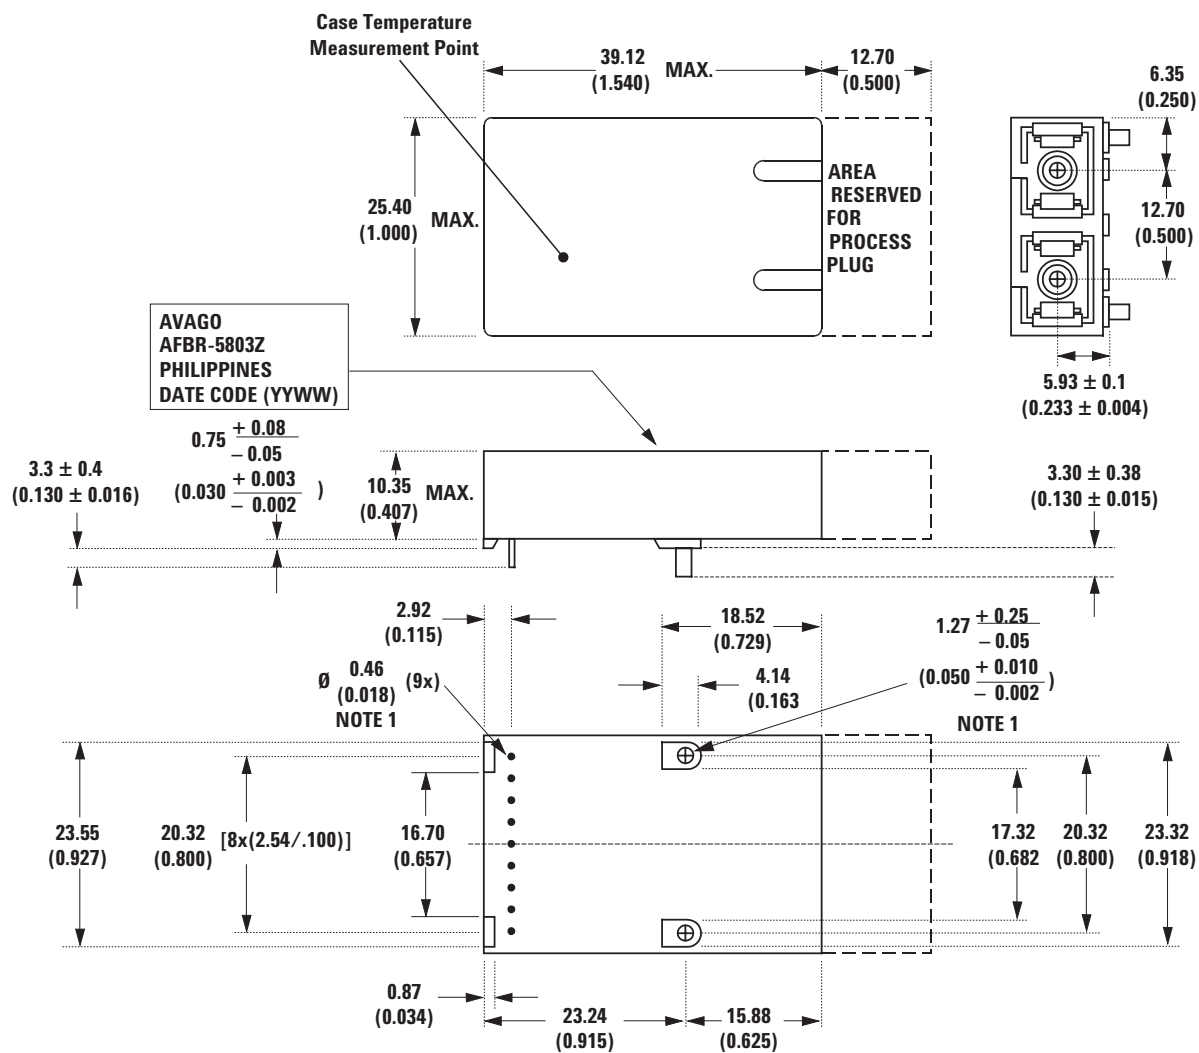 Case Temperature
Measurement Point
39.12
(1.540)
MAX.
12.70
(0.500)
6.35
(0.250)
25.40
(1.000)
MAX.
AREA
RESERVED
FOR
PROCESS
PLUG
12.70
(0.500)
AVAGO
AFBR-5803Z
PHILIPPINES
DATE CODE (YYWW)
5.93 ± 0.1
(0.233 ± 0.004)
0.75 + 0.08
– 0.05
(0.030 + 0.003
– 0.002 )
3.3 ± 0.4
(0.130 ± 0.016)
10.35
(0.407)
MAX.
3.30 ± 0.38
(0.130 ± 0.015)
2.92
(0.115)
18.52
(0.729)
1.27 + 0.25
– 0.05
(0.050 + 0.010
– 0.002 )
NOTE 1
4.14
(0.163
Ø 0.46
(0.018) (9x)
NOTE 1
23.55
(0.927)
20.32
(0.800)
[8x(2.54/.100)]
16.70
(0.657)
17.32
(0.682
20.32
(0.800)
23.32
(0.918)
0.87
(0.034)
23.24
(0.915)
15.88
(0.625)